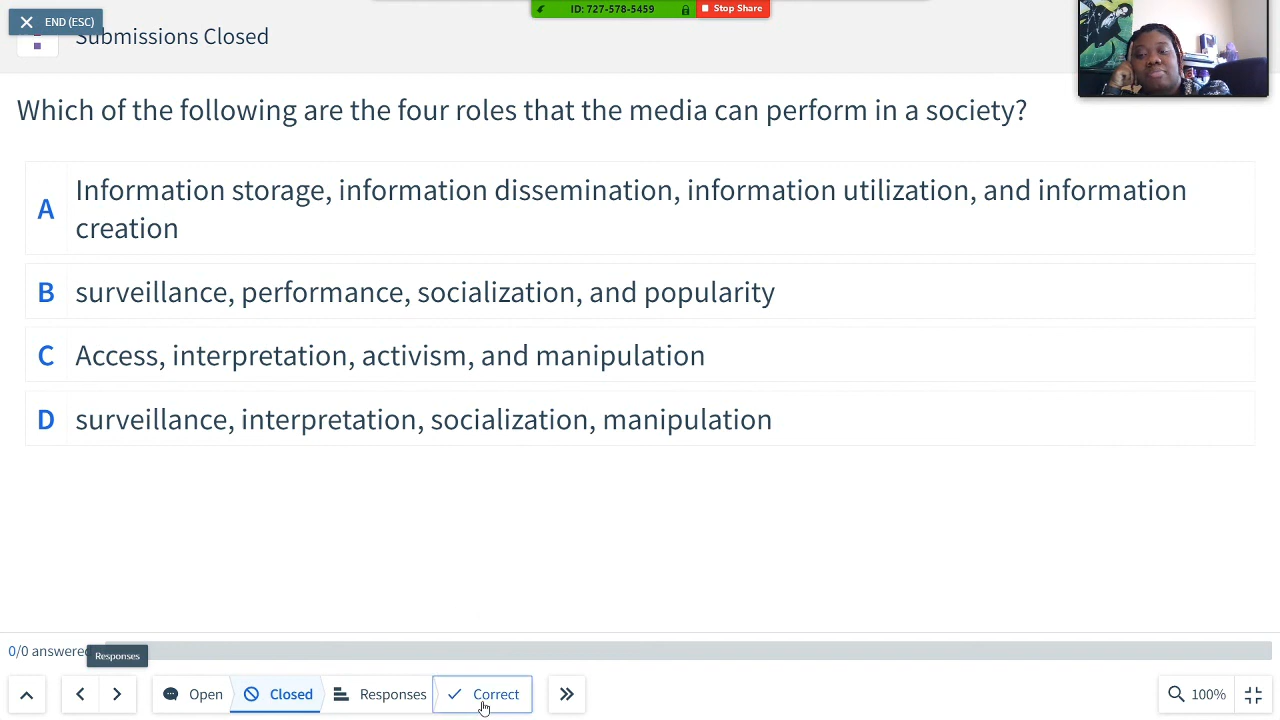 END (ESC)
ID: 727-578-5459
Stop Share
Submissions Closed
Which of the following are the four roles that the media can perform in a society?
A
Information storage, information dissemination, information utilization, and information
creation
B
surveillance, performance, socialization, and popularity
C
Access, interpretation, activism, and manipulation
D
surveillance, interpretation, socialization, manipulation
0/0 answered
Responses
Open
Closed
Responses
Correct
100%